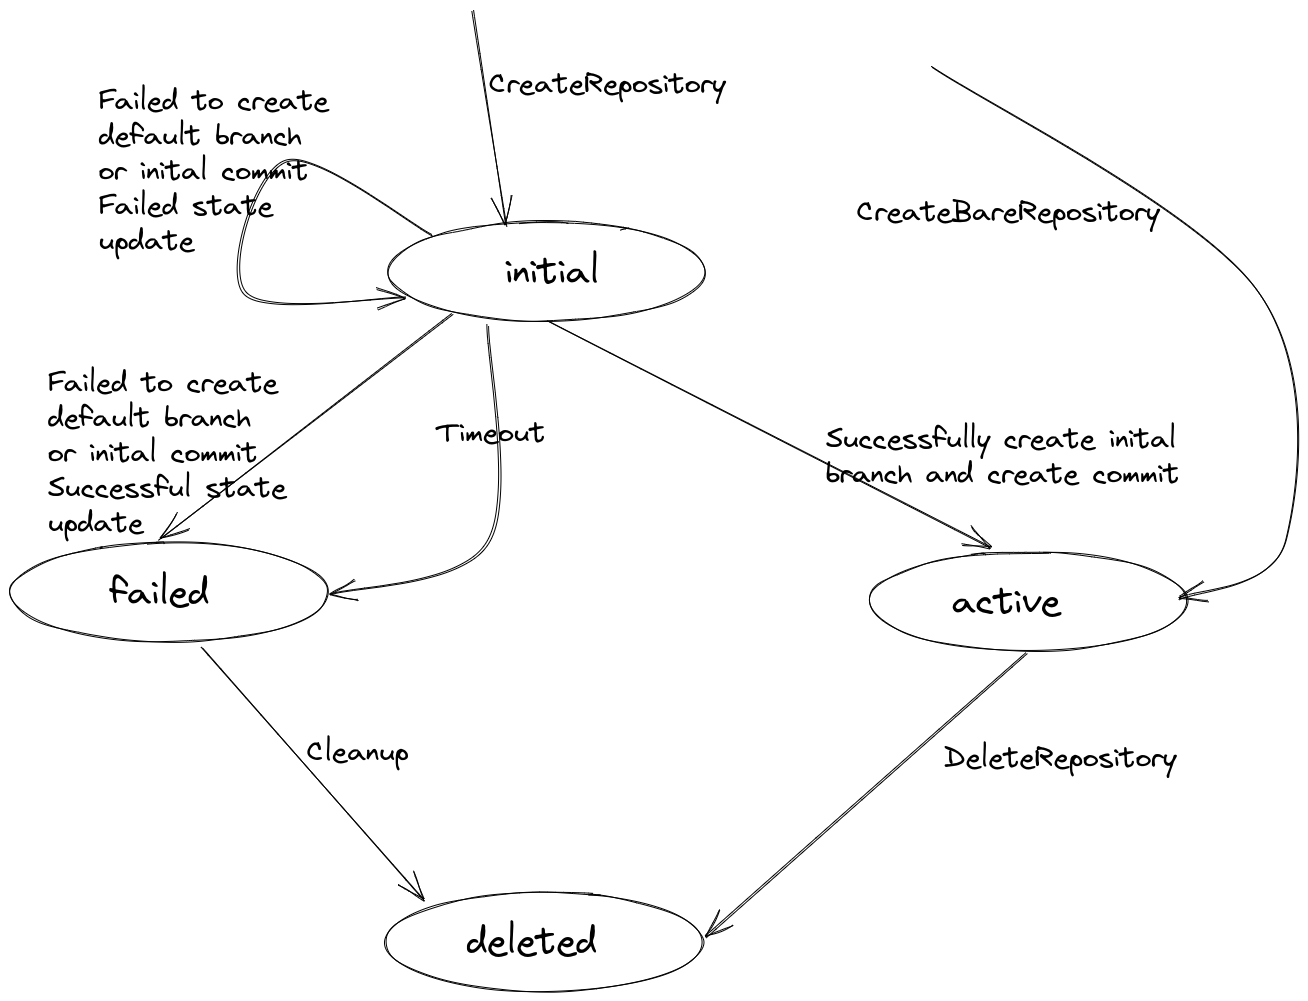 CreateRepository
Failed to create
default branch
or inital commit
Failed state
update
CreateBareRepository
initial
Failed to create
default branch
or inital commit
Successful state
update
Timeout
Successfully create inital
branch and create commit
failed
active
Cleanup
DeleteRepository
deleted